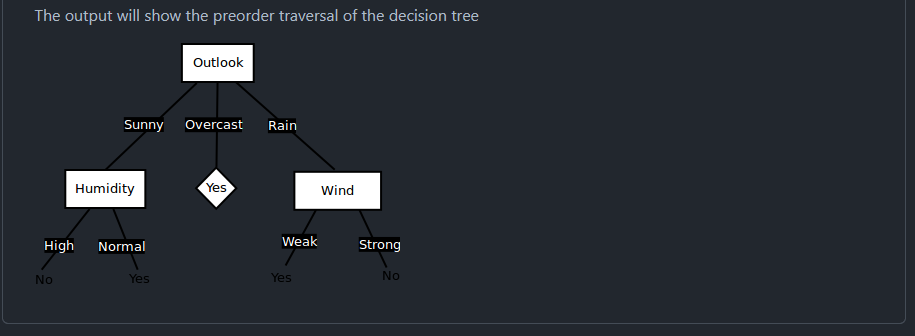 The output will show the preorder traversal of the decision tree
Outlook
Sunny
Overcast
Rain
Humidity
Yes
Wind
High
Normal
Weak
Strong
No
Yes
Yes
No